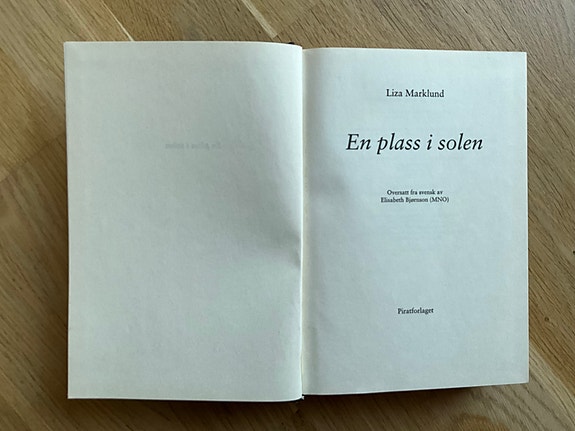 Liza Marklund
En plass i solen
Oversatt fra svensk av
Elisabeth Bjørnson (MNO)
Piratforlaget